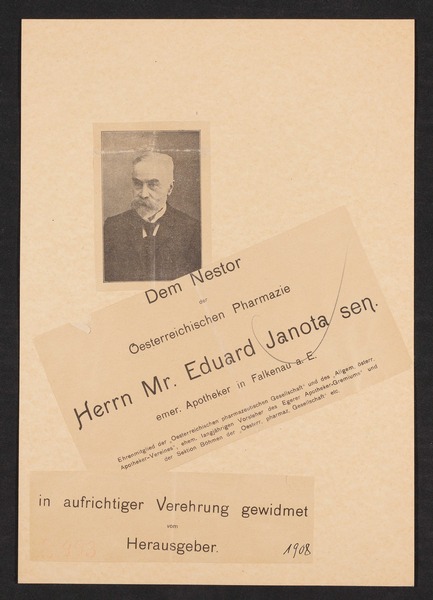 Dem Nestor
der
Oesterreichischen Pharmazie
Herrn Mr. Eduard Janota sen.
emer. Apotheker in Falkenau a. E.
Ehrenmitglied der „Oesterreichischen pharmazeutischen Gesellschaft“ und des „Allgem. österr.
Apotheker-Vereines“, ehem. langjährigen Vorsteher des Egerer Apotheker-Gremiums“ und
der Sektion Böhmen der „Oestrr. pharmaz. Gesellschaft“ etc.
in aufrichtiger Verehrung gewidmet
vom
Herausgeber.
1908